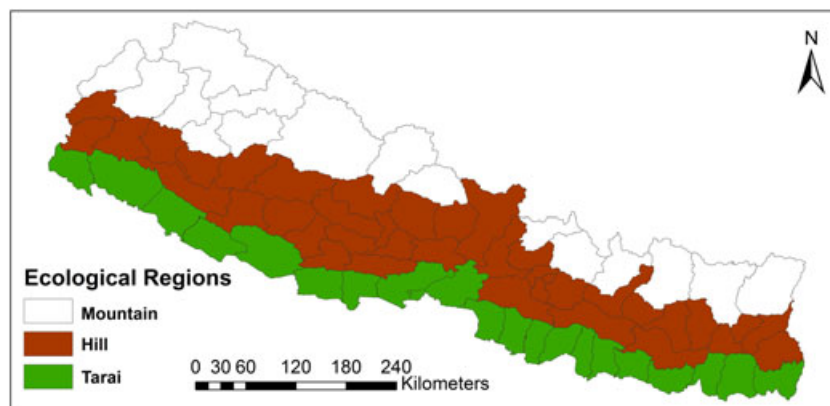 N
Ecological Regions
Mountain
Hill
Tarai
0 30 60 120 180 240
Kilometers